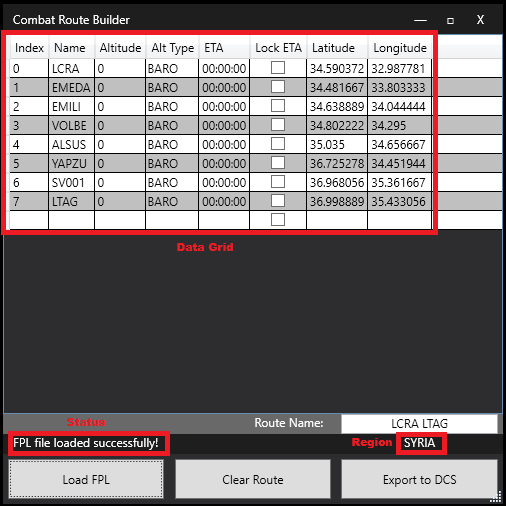 Combat Route Builder
Index Name Altitude Alt Type ETA Lock ETA Latitude Longitude
0 LCRA 0 BARO 00:00:00 34.590372 32.987781
1 EMEDA 0 BARO 00:00:00 34.481667 33.803333
2 EMILI 0 BARO 00:00:00 34.638889 34.044444
3 VOLBE 0 BARO 00:00:00 34.802222 34.295
4 ALSUS 0 BARO 00:00:00 35.035 34.656667
5 YAPZU 0 BARO 00:00:00 36.725278 34.451944
6 SV001 0 BARO 00:00:00 36.968056 35.361667
7 LTAG 0 BARO 00:00:00 36.998889 35.433056
Data Grid
Status
Route Name: LCRA LTAG
FPL file loaded successfully! Region SYRIA
Load FPL Clear Route Export to DCS